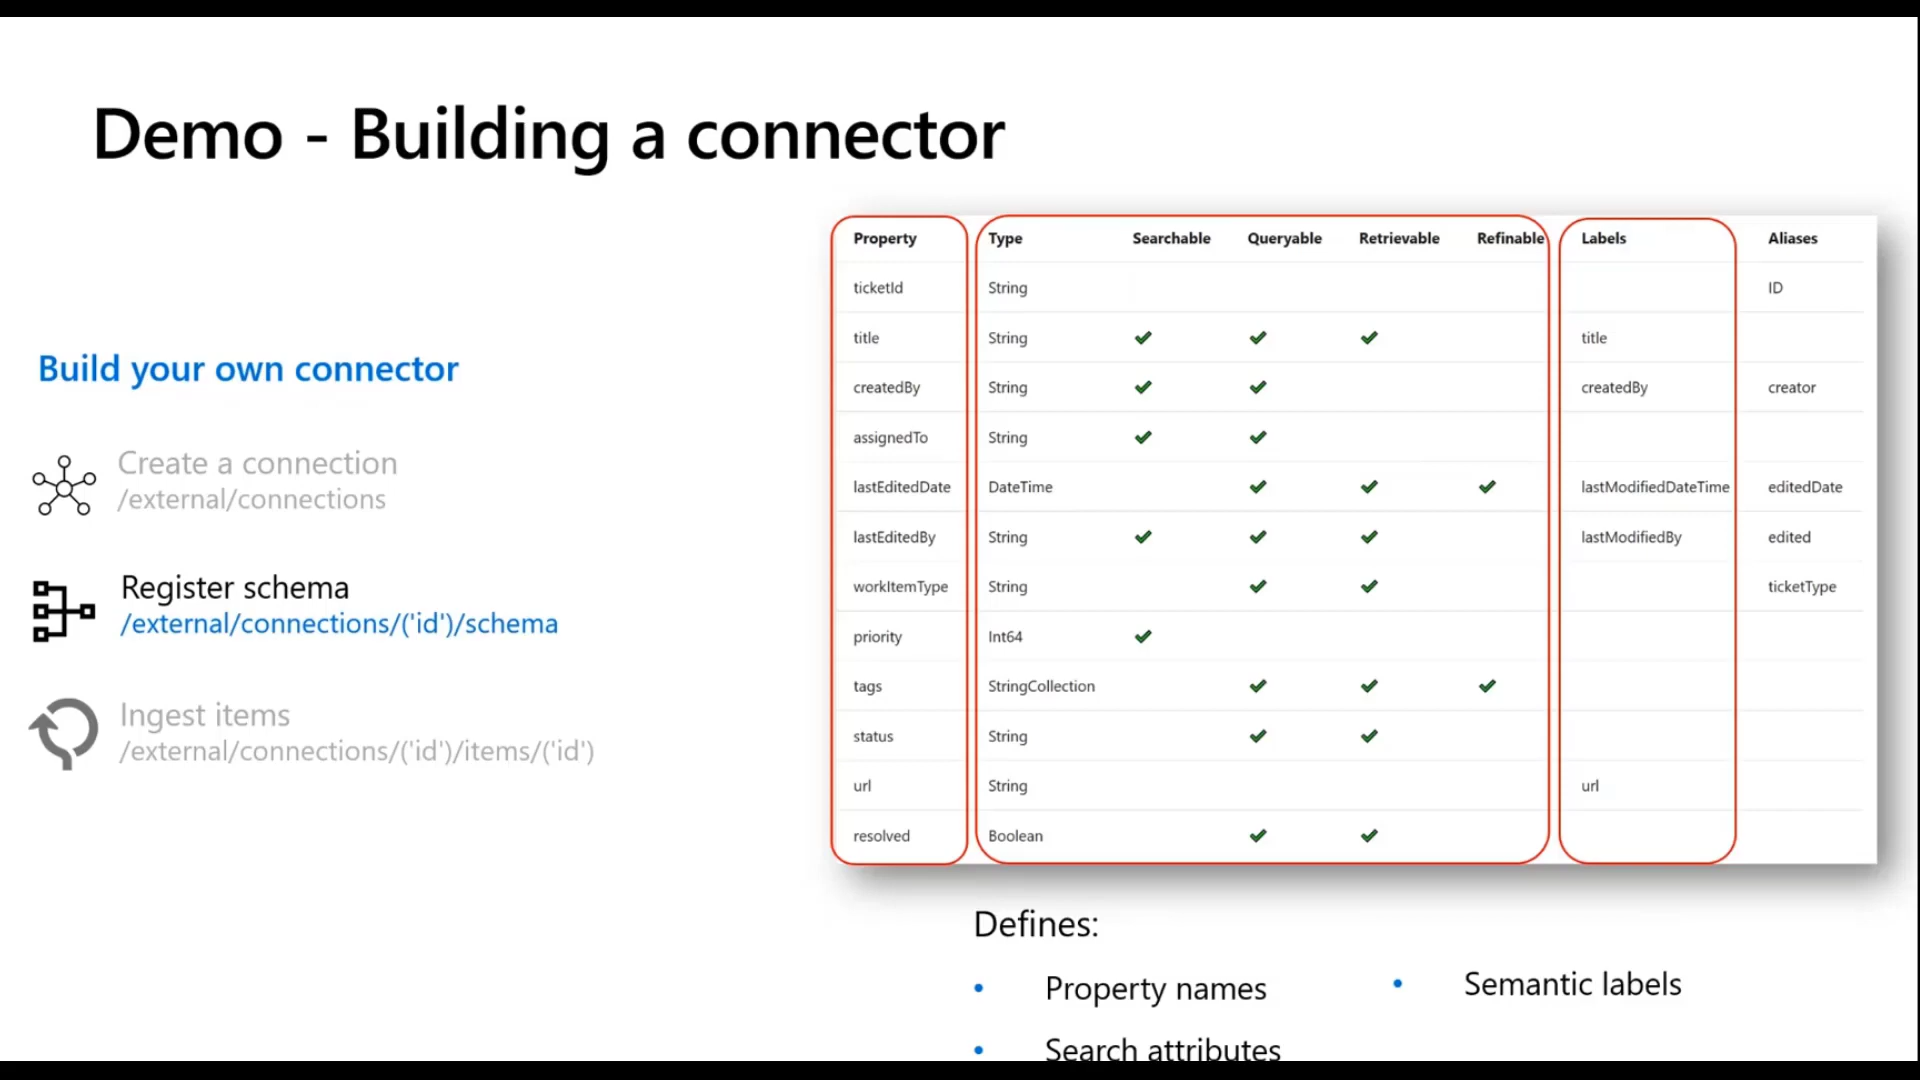 Demo - Building a connector
Build your own connector
Create a connection
/external/connections
Register schema
/external/connections/('id')/schema
Ingest items
/external/connections/('id')/items/('id')
Property Type Searchable Queryable Retrievable Refinable Labels Aliases
ticketId String ID
title String ✔ ✔ ✔ title
createdBy String ✔ ✔ createdBy creator
assignedTo String ✔ ✔
lastEditedDate DateTime ✔ ✔ ✔ lastModifiedDateTime editedDate
lastEditedBy String ✔ ✔ ✔ lastModifiedBy edited
workItemType String ✔ ✔ ticketType
priority Int64 ✔
tags StringCollection ✔ ✔ ✔
status String ✔ ✔
url String url
resolved Boolean ✔ ✔
Defines:
• Property names
• Search attributes
• Semantic labels